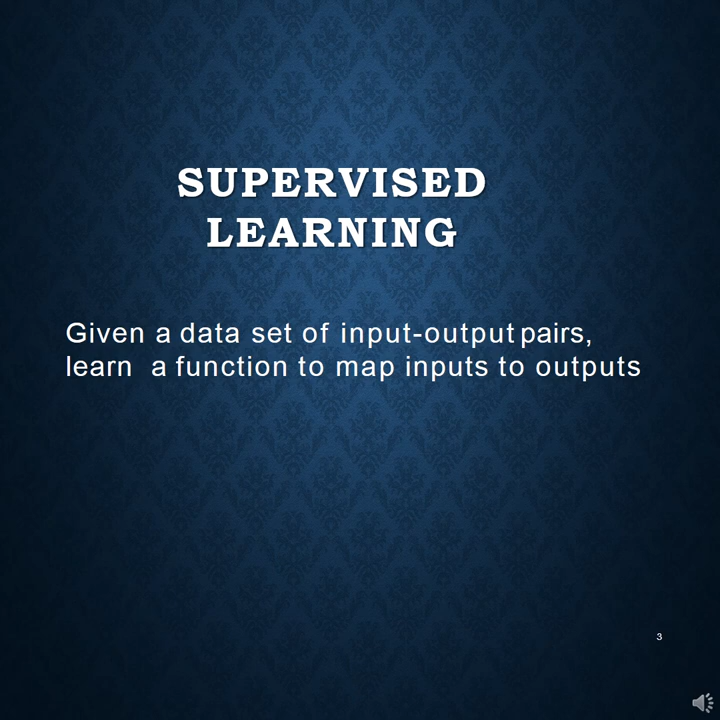 SUPERVISED
LEARNING
Given a data set of input-output pairs,
learn a function to map inputs to outputs
3